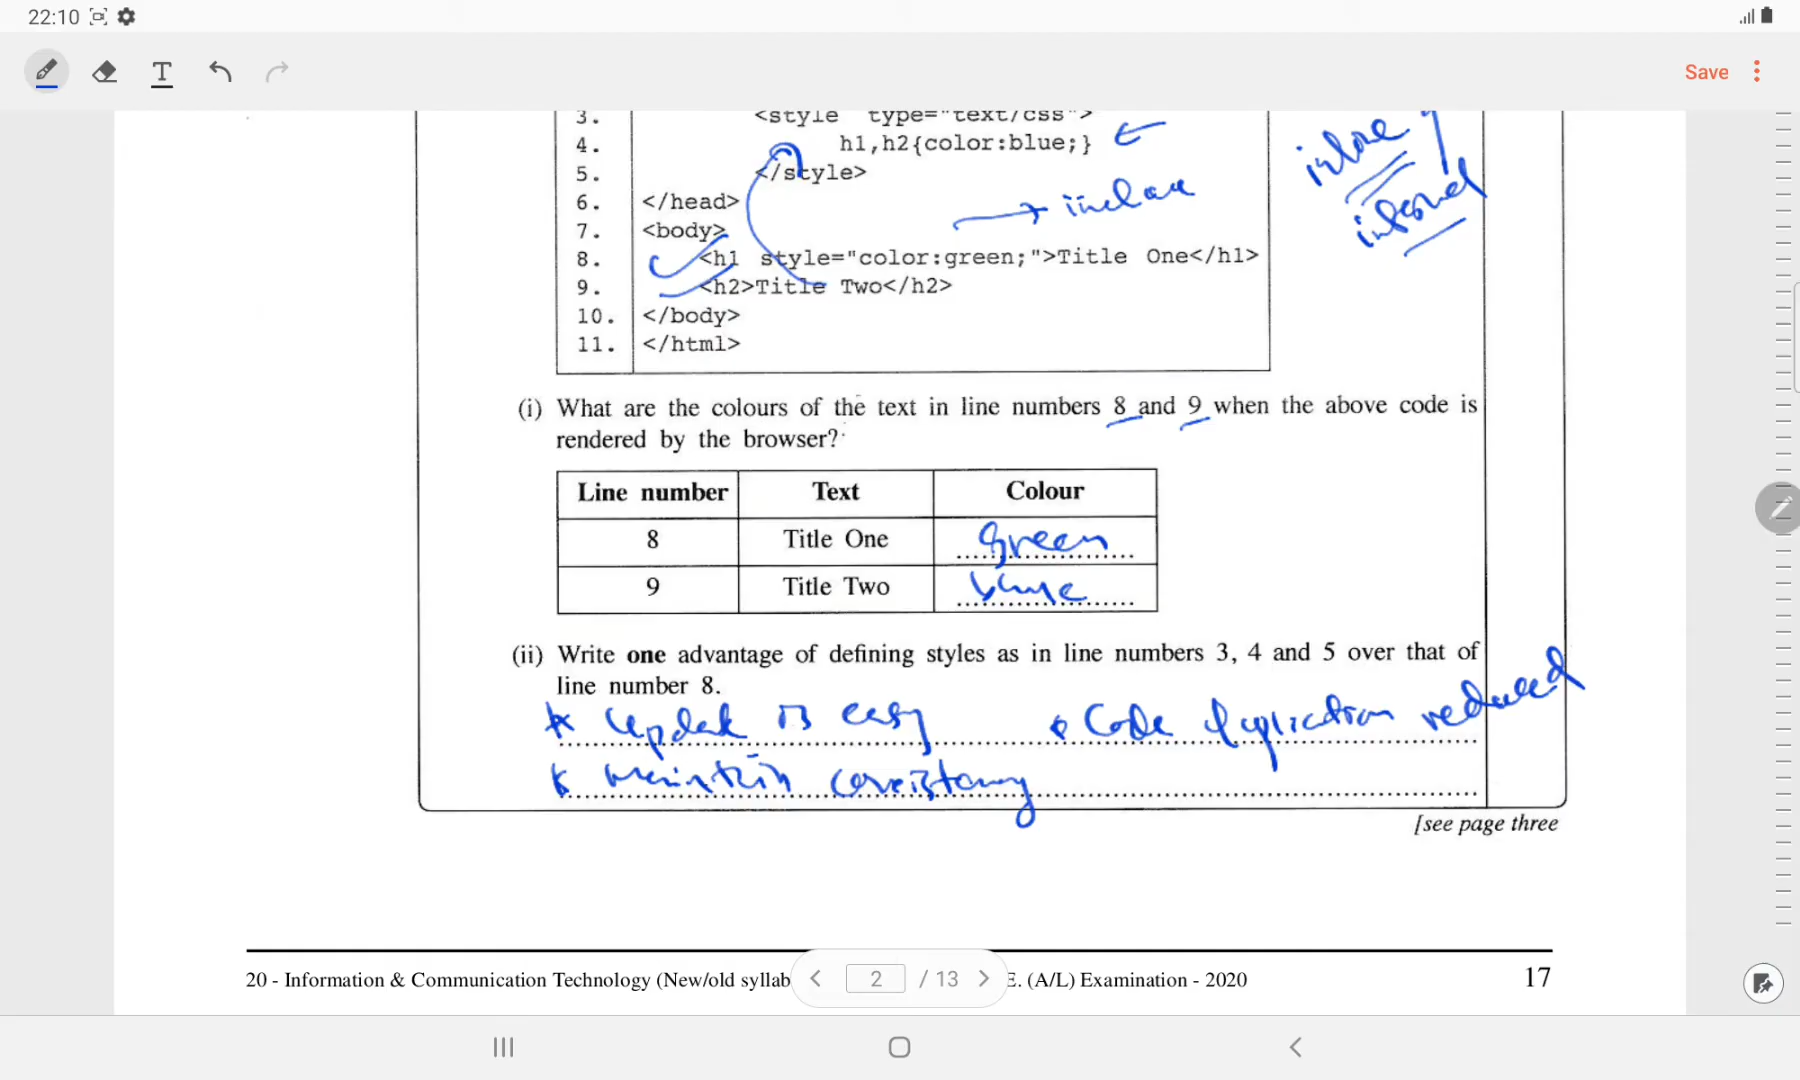 22:10
Save
3. <style type="text/css">
4. h1,h2{color:blue;}
5. </style>
6. </head>
7. <body>
8. <h1 style="color:green;">Title One</h1>
9. <h2>Title Two</h2>
10. </body>
11. </html>
inline
internal
(i) What are the colours of the text in line numbers 8 and 9 when the above code is
rendered by the browser?
Line number Text Colour
8 Title One green
9 Title Two blue
(ii) Write one advantage of defining styles as in line numbers 3, 4 and 5 over that of
line number 8.
* Update is easy * Code duplication reduced
* maintain consistancy
[see page three
20 - Information & Communication Technology (New/old syllab
2 / 13
E. (A/L) Examination - 2020
17